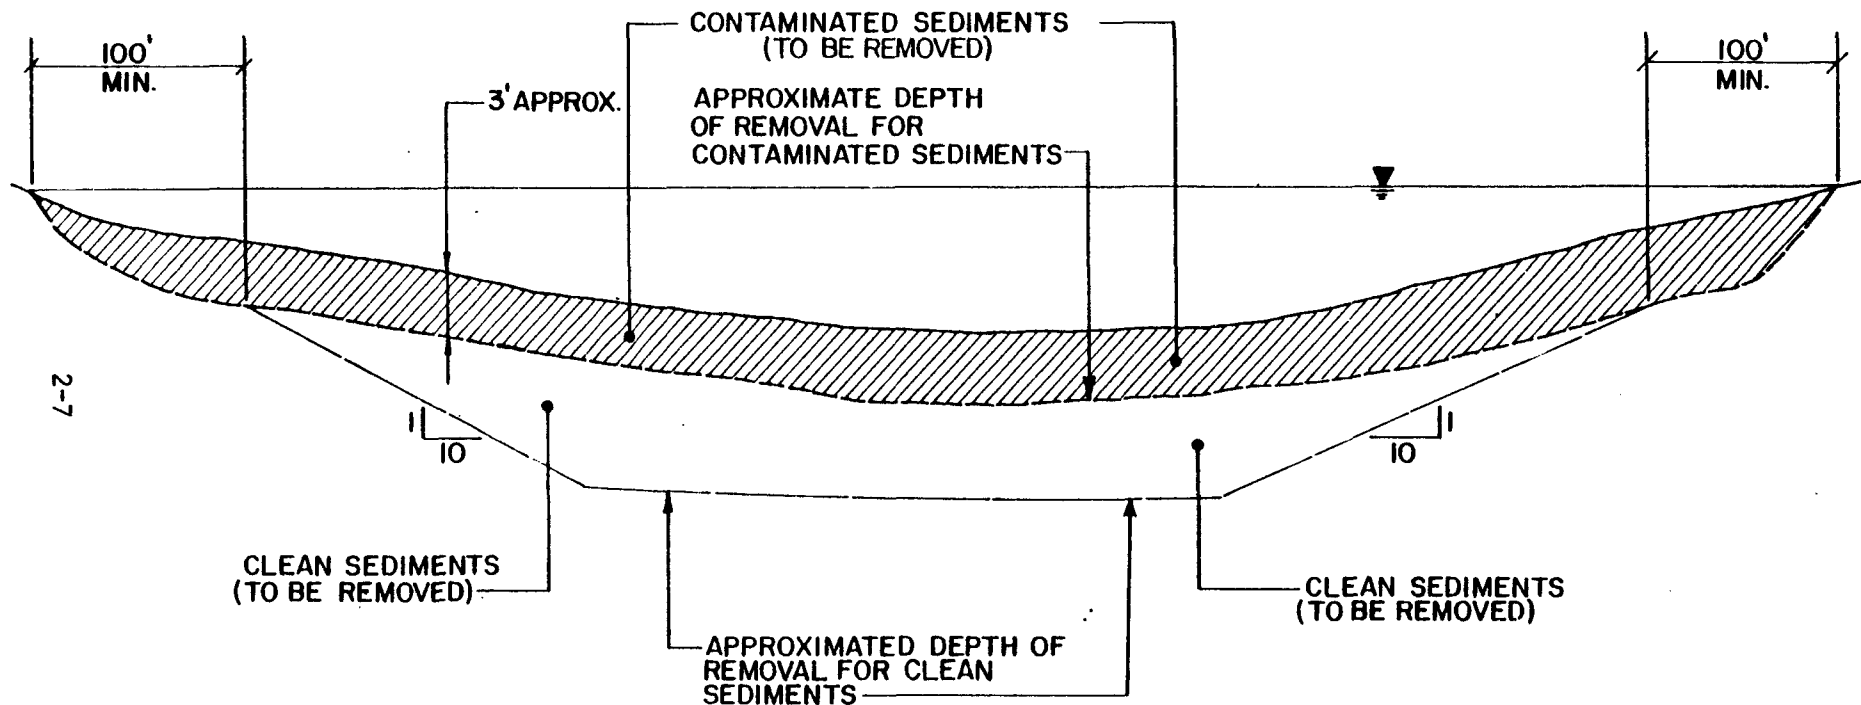 CONTAMINATED SEDIMENTS
(TO BE REMOVED)
100'
MIN.
100'
MIN.
3' APPROX.
APPROXIMATE DEPTH
OF REMOVAL FOR
CONTAMINATED SEDIMENTS
2-7
1
10
1
10
CLEAN SEDIMENTS
(TO BE REMOVED)
CLEAN SEDIMENTS
(TO BE REMOVED)
APPROXIMATED DEPTH OF
REMOVAL FOR CLEAN
SEDIMENTS